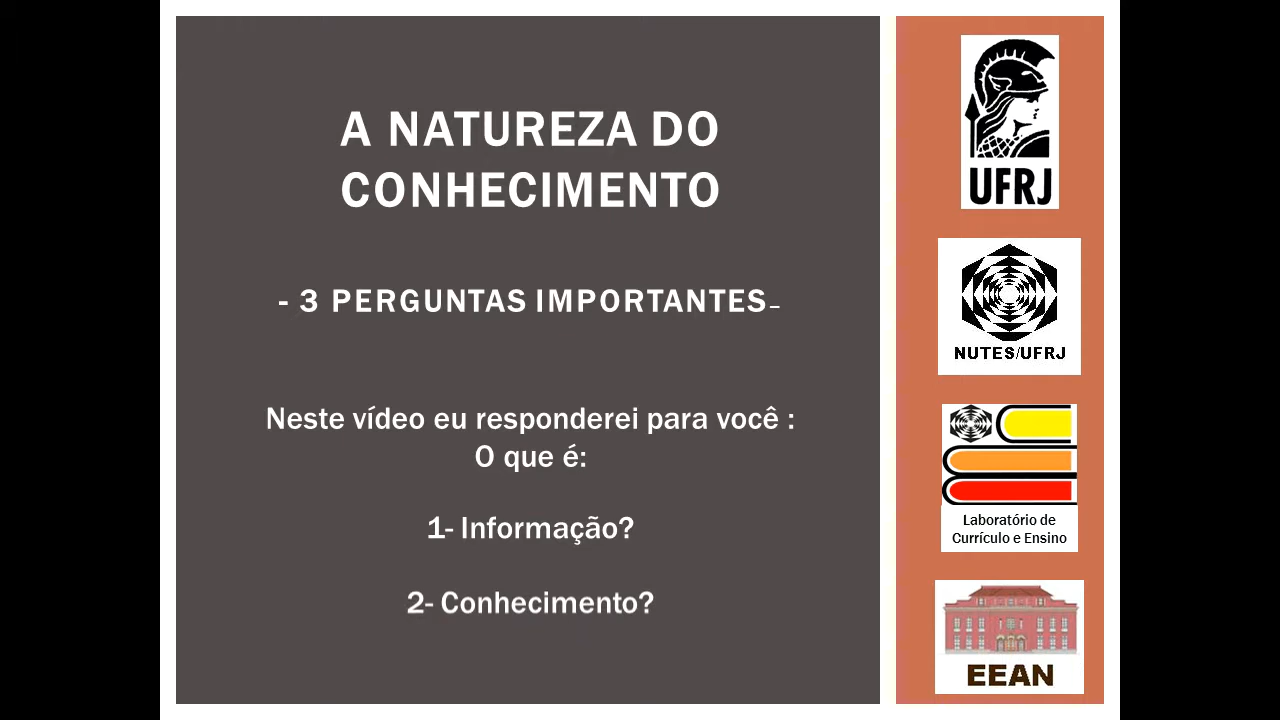 A NATUREZA DO
CONHECIMENTO
- 3 PERGUNTAS IMPORTANTES-
Neste vídeo eu responderei para você :
O que é:
1- Informação?
2- Conhecimento?
UFRJ
NUTES/UFRJ
Laboratório de
Currículo e Ensino
EEAN